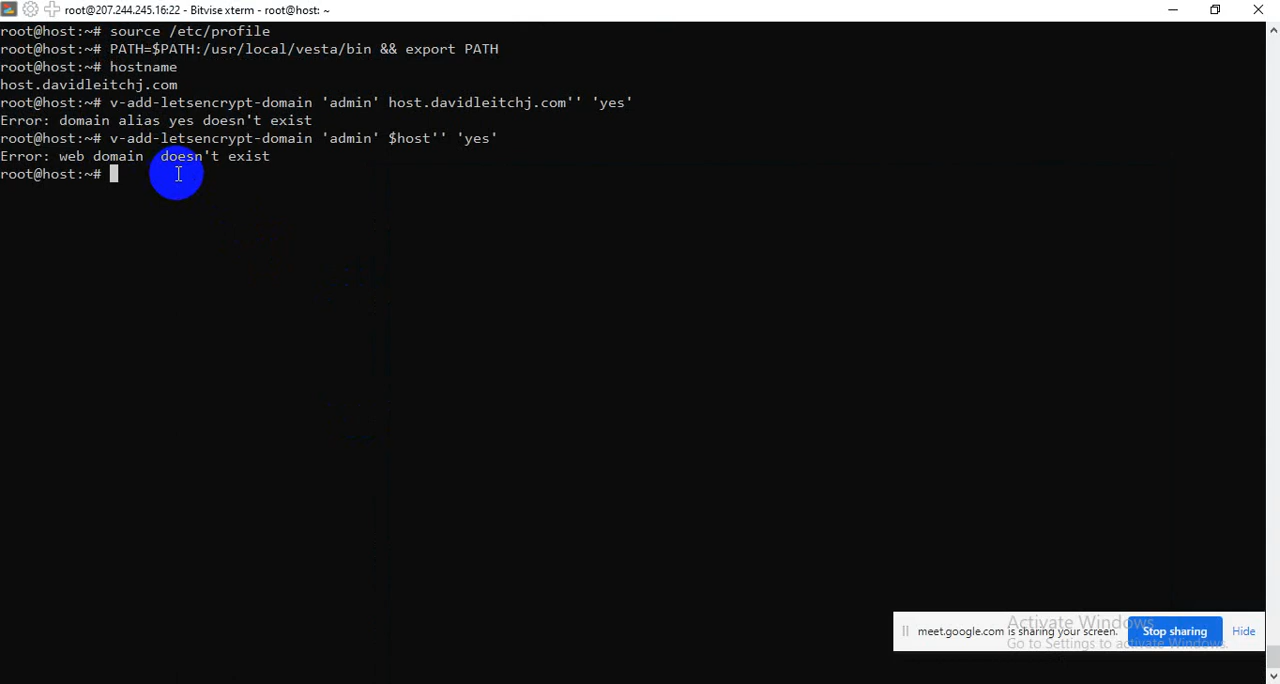 root@207.244.245.16:22 - Bitvise xterm - root@host: ~
root@host:~# source /etc/profile
root@host:~# PATH=$PATH:/usr/local/vesta/bin && export PATH
root@host:~# hostname
host.davidleitchj.com
root@host:~# v-add-letsencrypt-domain 'admin' host.davidleitchj.com'' 'yes'
Error: domain alias yes doesn't exist
root@host:~# v-add-letsencrypt-domain 'admin' $host'' 'yes'
Error: web domain  doesn't exist
root@host:~#
Activate Windows
Go to Settings to activate Windows.
meet.google.com is sharing your screen.
Stop sharing
Hide